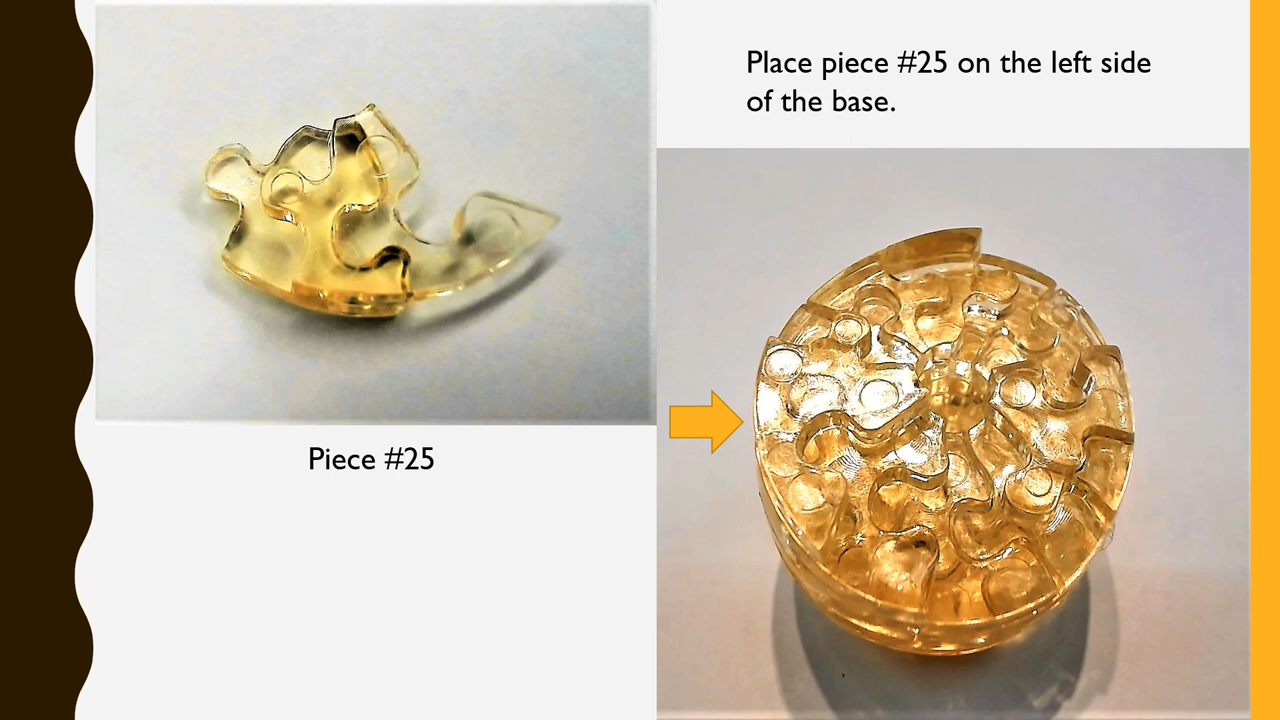 Place piece #25 on the left side
of the base.
Piece #25